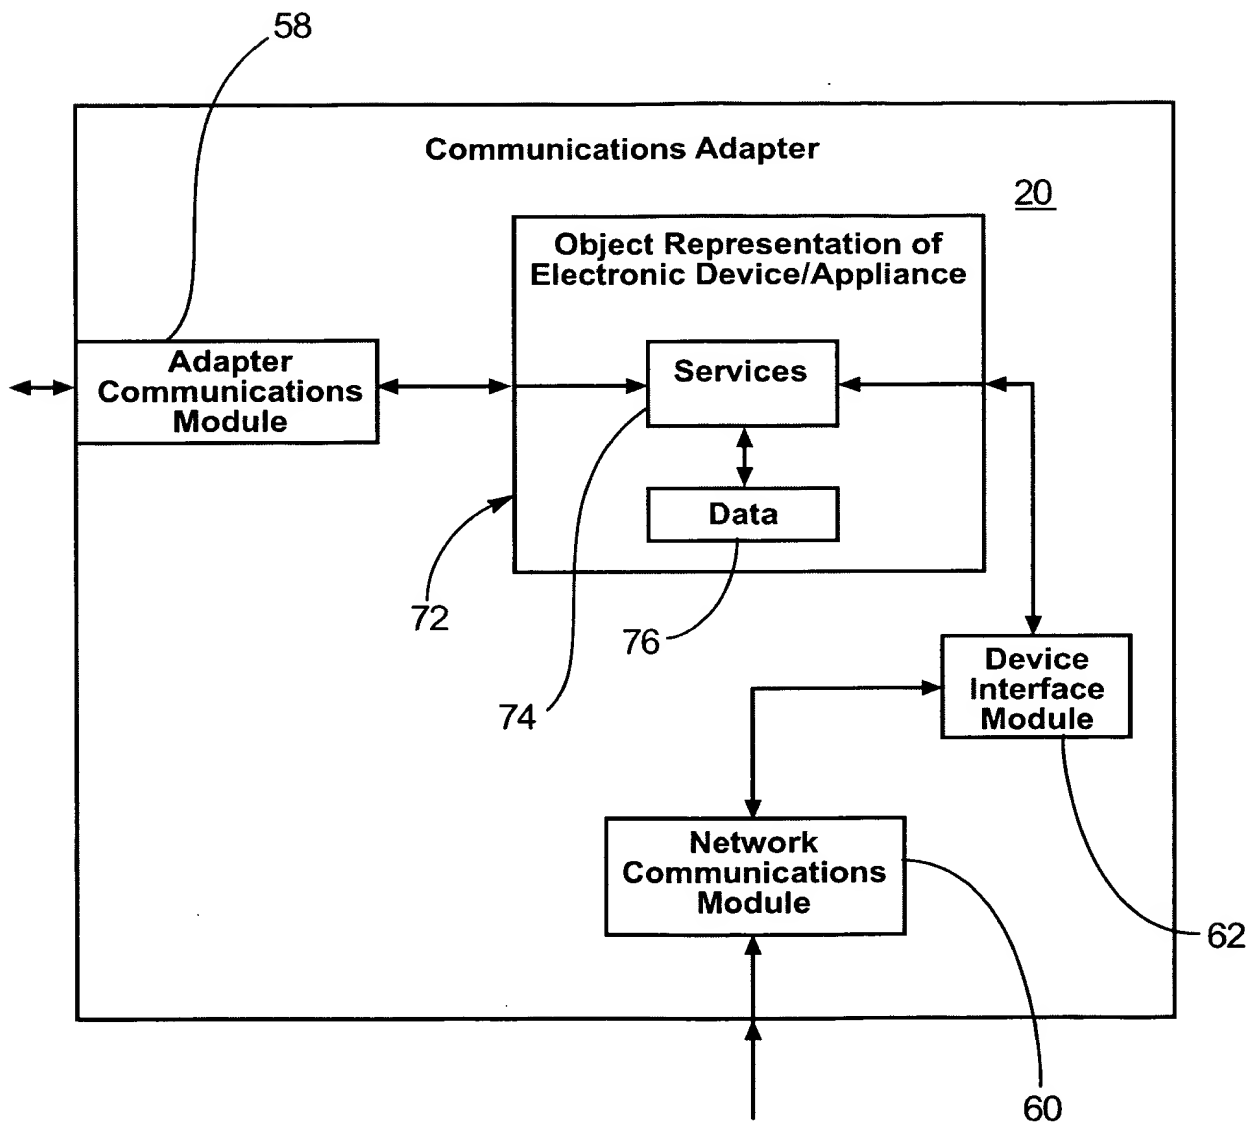 58
Communications Adapter
20
Object Representation of
Electronic Device/Appliance
Adapter
Communications
Module
Services
Data
72
76
74
Device
Interface
Module
Network
Communications
Module
62
60